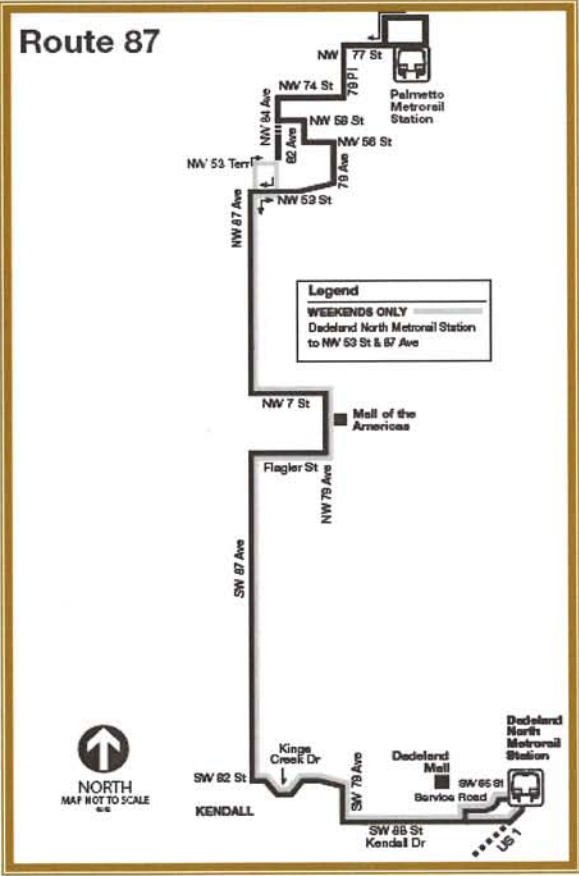 Route 87
NW 77 St
79 Pl
Palmetto
Metrorail
Station
NW 74 St
NW 84 Ave
NW 58 St
82 Ave
NW 56 St
79 Ave
NW 53 Terr
NW 53 St
NW 87 Ave
Legend
WEEKENDS ONLY
Dadeland North Metrorail Station
to NW 53 St & 87 Ave
NW 7 St
Mall of the
Americas
Flagler St
NW 79 Ave
SW 87 Ave
NORTH
MAP NOT TO SCALE
SW 82 St
Kings
Creek Dr
KENDALL
SW 79 Ave
Dadeland
Mall
Dadeland
North
Metrorail
Station
SW 85 St
Service Road
SW 88 St
Kendall Dr
US 1